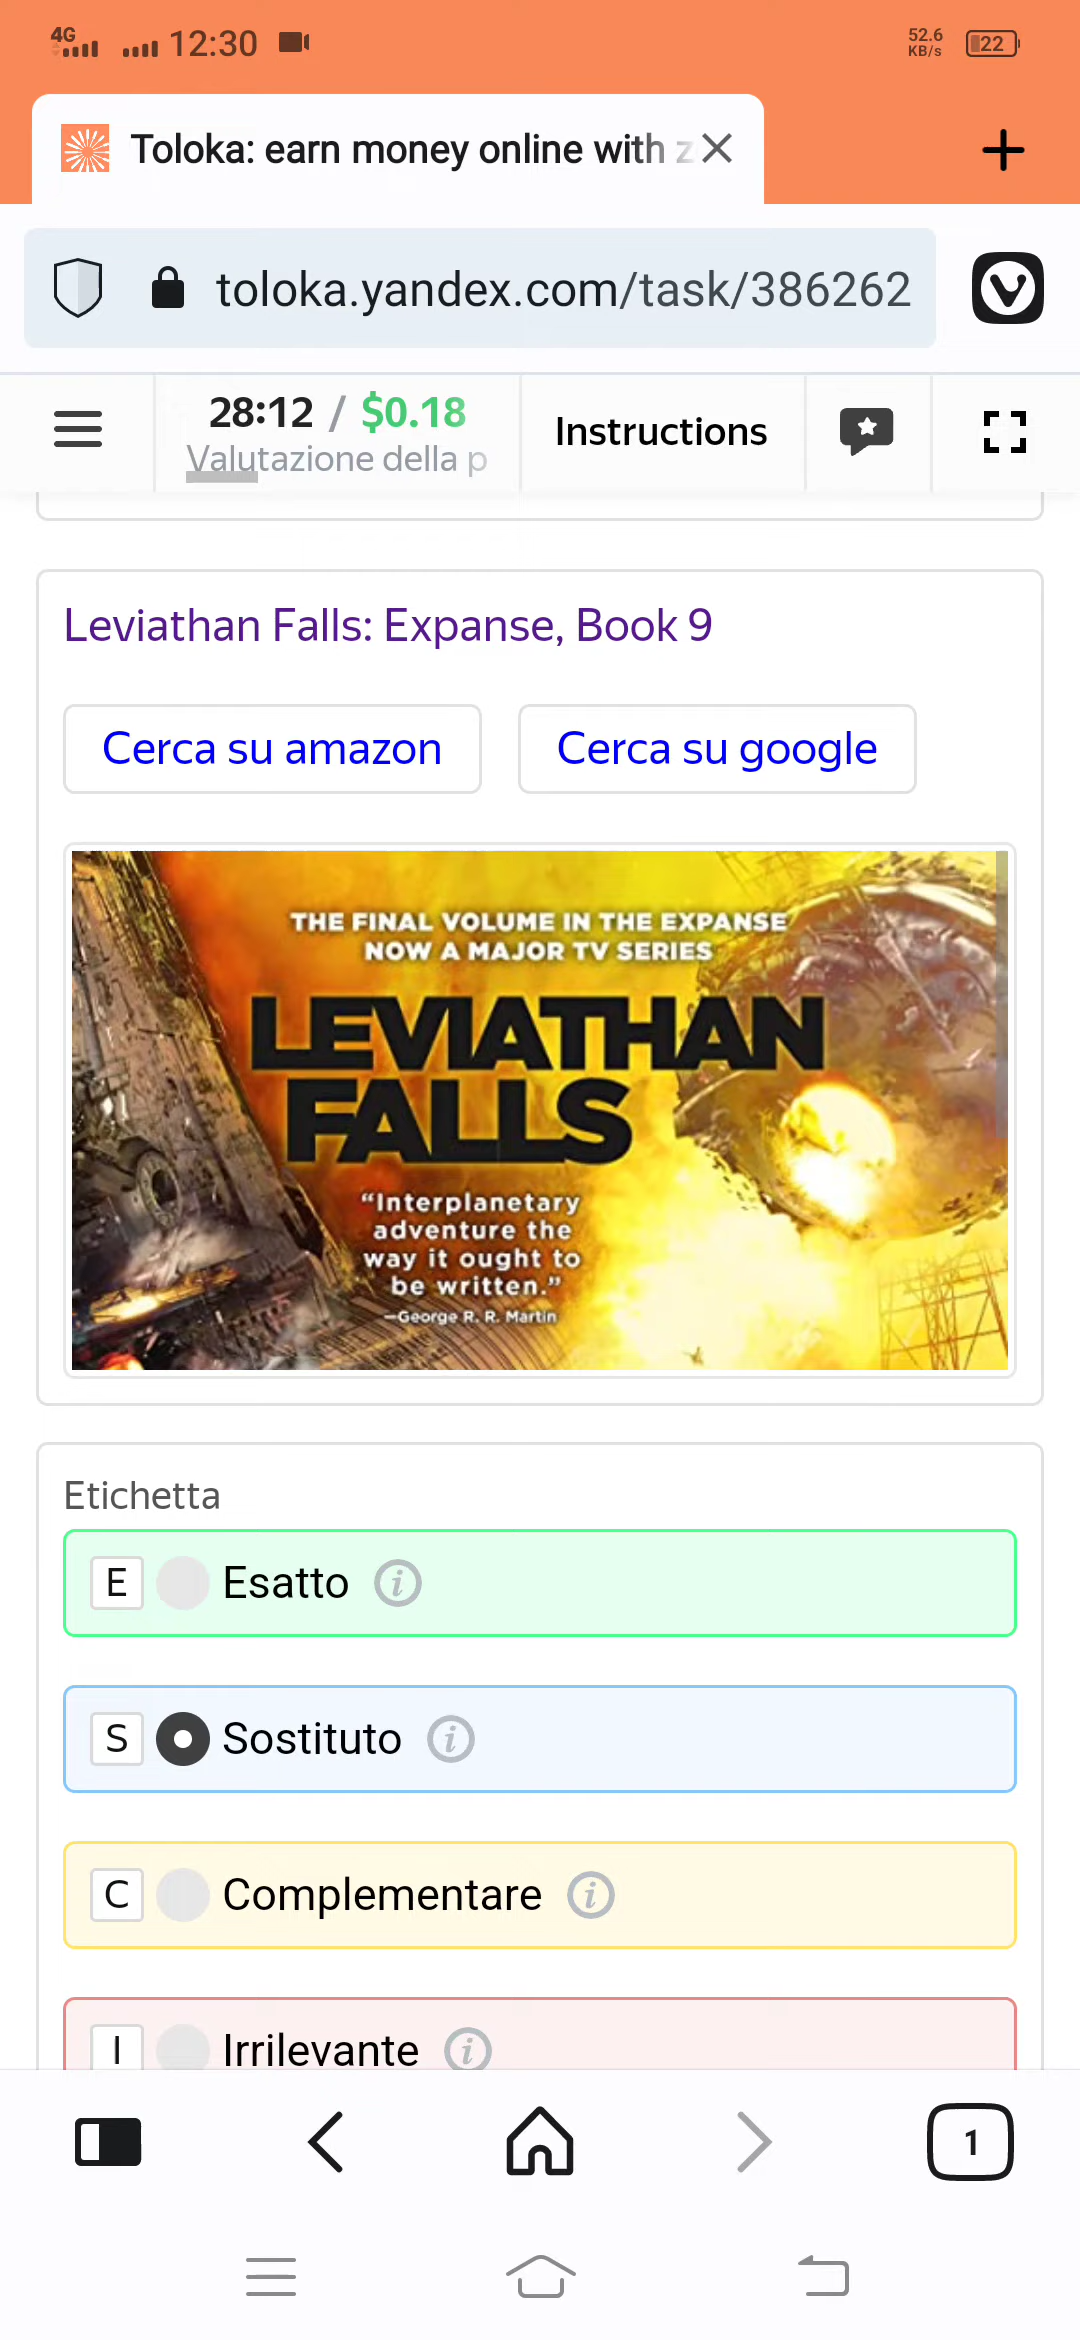 4G 12:30 52.6 KB/s 22
Toloka: earn money online with z
toloka.yandex.com/task/386262
28:12 / $0.18
Valutazione della p
Instructions
Leviathan Falls: Expanse, Book 9
Cerca su amazon
Cerca su google
THE FINAL VOLUME IN THE EXPANSE
NOW A MAJOR TV SERIES
LEVIATHAN
FALLS
“Interplanetary
adventure the
way it ought to
be written.”
—George R. R. Martin
Etichetta
E Esatto i
S Sostituto i
C Complementare i
I Irrilevante i
1